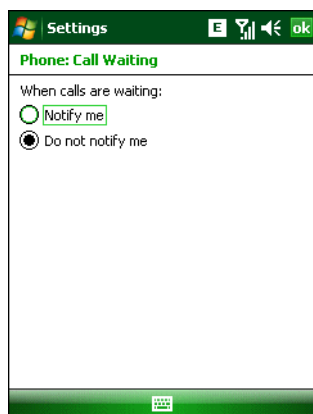 Settings
E
ok
Phone: Call Waiting
When calls are waiting:
Notify me
Do not notify me